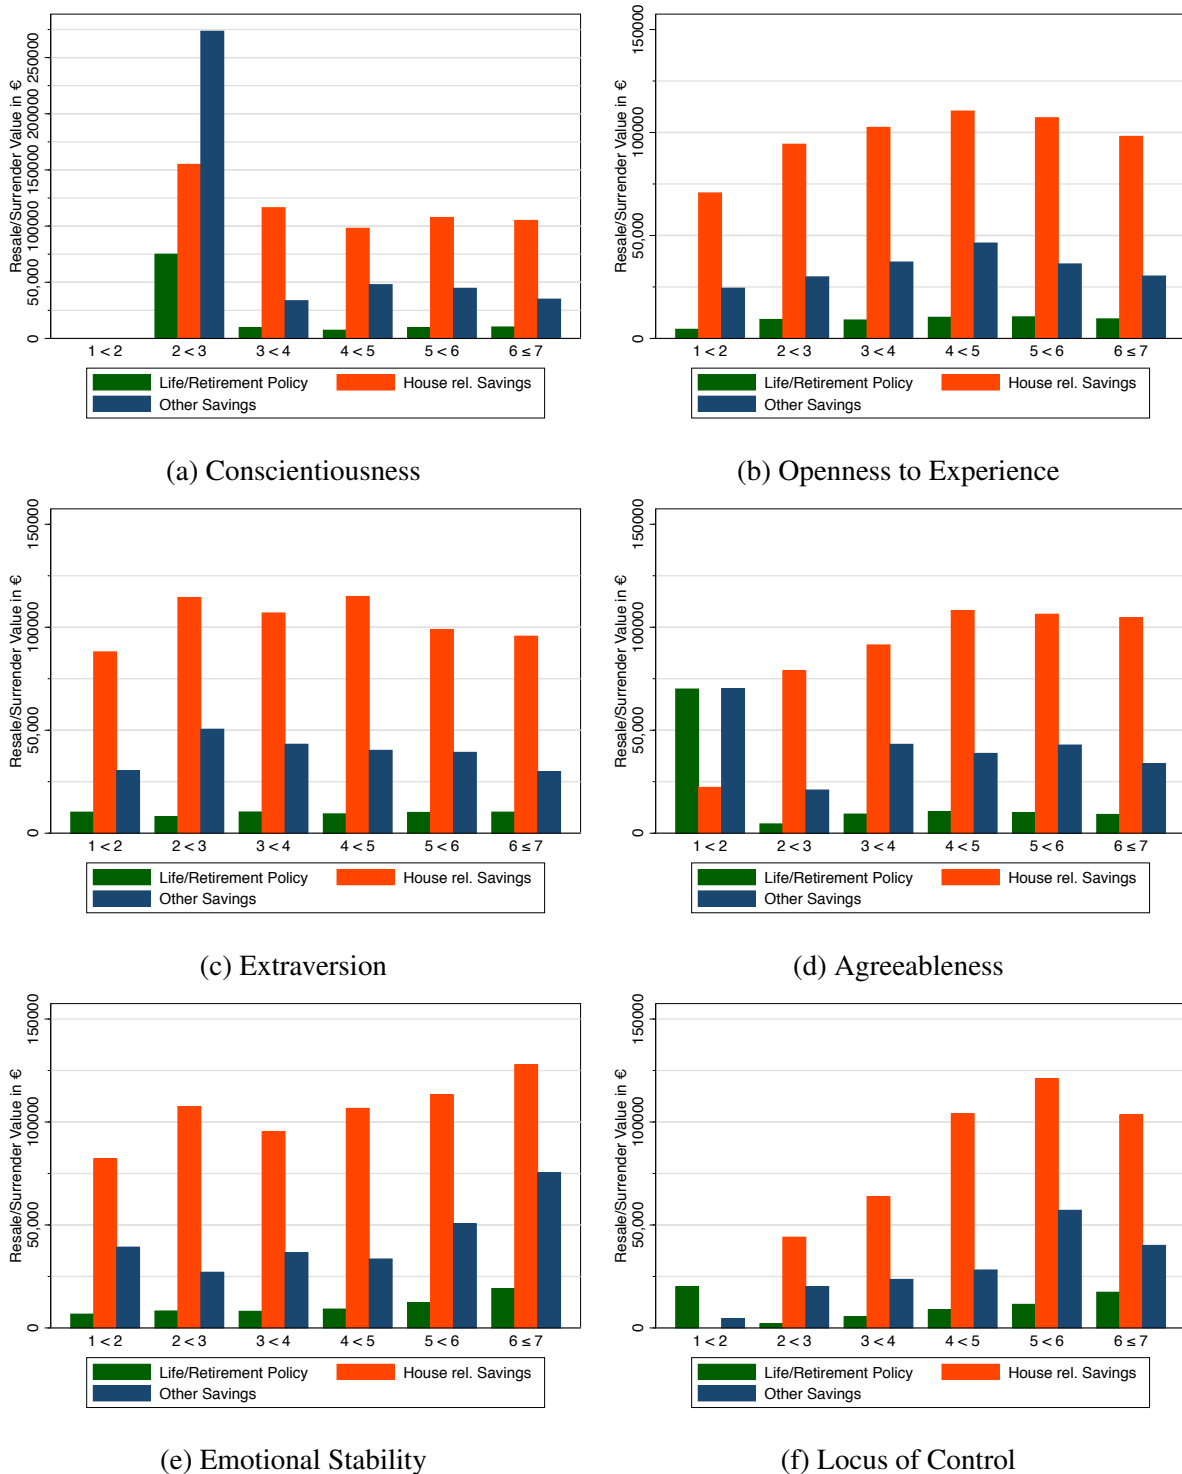 Resale/Surrender Value in €
250000
200000
150000
100000
50,000
0
1 < 2
2 < 3
3 < 4
4 < 5
5 < 6
6 ≤ 7
Life/Retirement Policy
House rel. Savings
Other Savings
(a) Conscientiousness
Resale/Surrender Value in €
150000
100000
50,000
0
1 < 2
2 < 3
3 < 4
4 < 5
5 < 6
6 ≤ 7
Life/Retirement Policy
House rel. Savings
Other Savings
(b) Openness to Experience
Resale/Surrender Value in €
150000
100000
50,000
0
1 < 2
2 < 3
3 < 4
4 < 5
5 < 6
6 ≤ 7
Life/Retirement Policy
House rel. Savings
Other Savings
(c) Extraversion
Resale/Surrender Value in €
150000
100000
50,000
0
1 < 2
2 < 3
3 < 4
4 < 5
5 < 6
6 ≤ 7
Life/Retirement Policy
House rel. Savings
Other Savings
(d) Agreeableness
Resale/Surrender Value in €
150000
100000
50,000
0
1 < 2
2 < 3
3 < 4
4 < 5
5 < 6
6 ≤ 7
Life/Retirement Policy
House rel. Savings
Other Savings
(e) Emotional Stability
Resale/Surrender Value in €
150000
100000
50,000
0
1 < 2
2 < 3
3 < 4
4 < 5
5 < 6
6 ≤ 7
Life/Retirement Policy
House rel. Savings
Other Savings
(f) Locus of Control